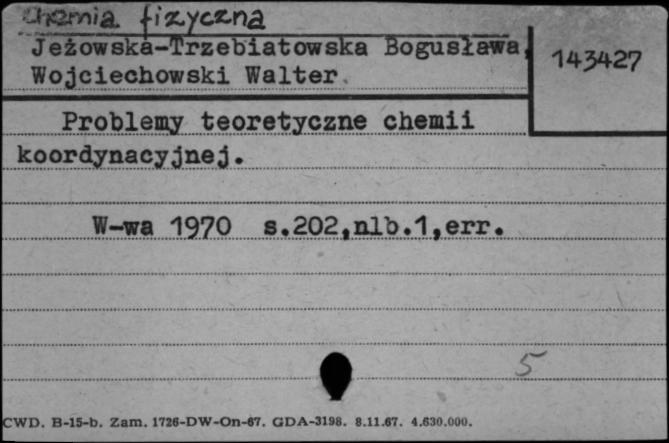 Chemia fizyczna
Jeżowska-Trzebiatowska Bogusława,
143427
Wojciechowski Walter.
Problemy teoretyczne chemii
koordynacyjnej.
W-wa 1970 s.202,nlb.1,err.
5
CWD. B-15-b. Zam. 1726-DW-On-67. GDA-3198. 8.11.67. 4.630.000.